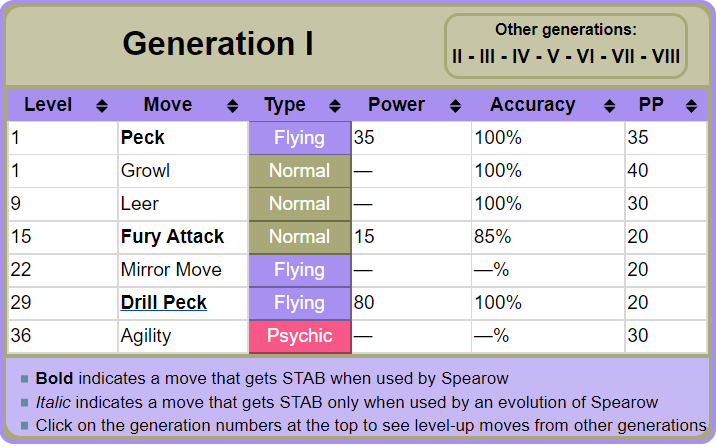 Generation I
Other generations:
II - III - IV - V - VI - VII - VIII
Level Move Type Power Accuracy PP
1 Peck Flying 35 100% 35
1 Growl Normal — 100% 40
9 Leer Normal — 100% 30
15 Fury Attack Normal 15 85% 20
22 Mirror Move Flying — —% 20
29 Drill Peck Flying 80 100% 20
36 Agility Psychic — —% 30
Bold indicates a move that gets STAB when used by Spearow
Italic indicates a move that gets STAB only when used by an evolution of Spearow
Click on the generation numbers at the top to see level-up moves from other generations